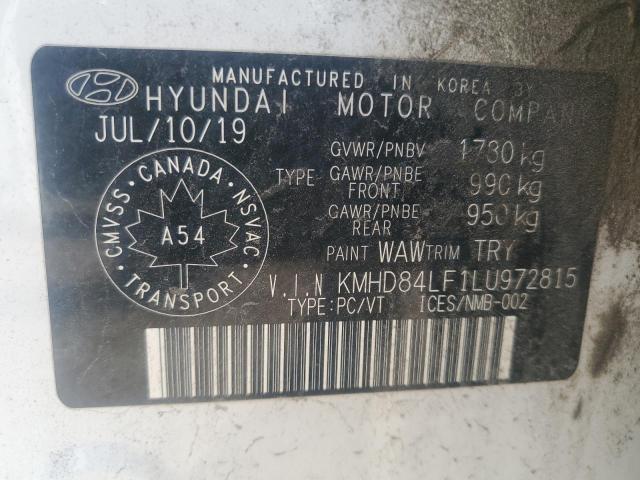 MANUFACTURED IN KOREA BY
HYUNDAI MOTOR COMPANY
JUL/10/19
GVWR/PNBV 1730 kg
TYPE GAWR/PNBE FRONT 990 kg
GAWR/PNBE REAR 950 kg
CMVSS • CANADA • NSVAC • TRANSPORT •
A54
PAINT WAW TRIM TRY
V.I.N KMHD84LF1LU972815
TYPE:PC/VT ICES/NMB-002